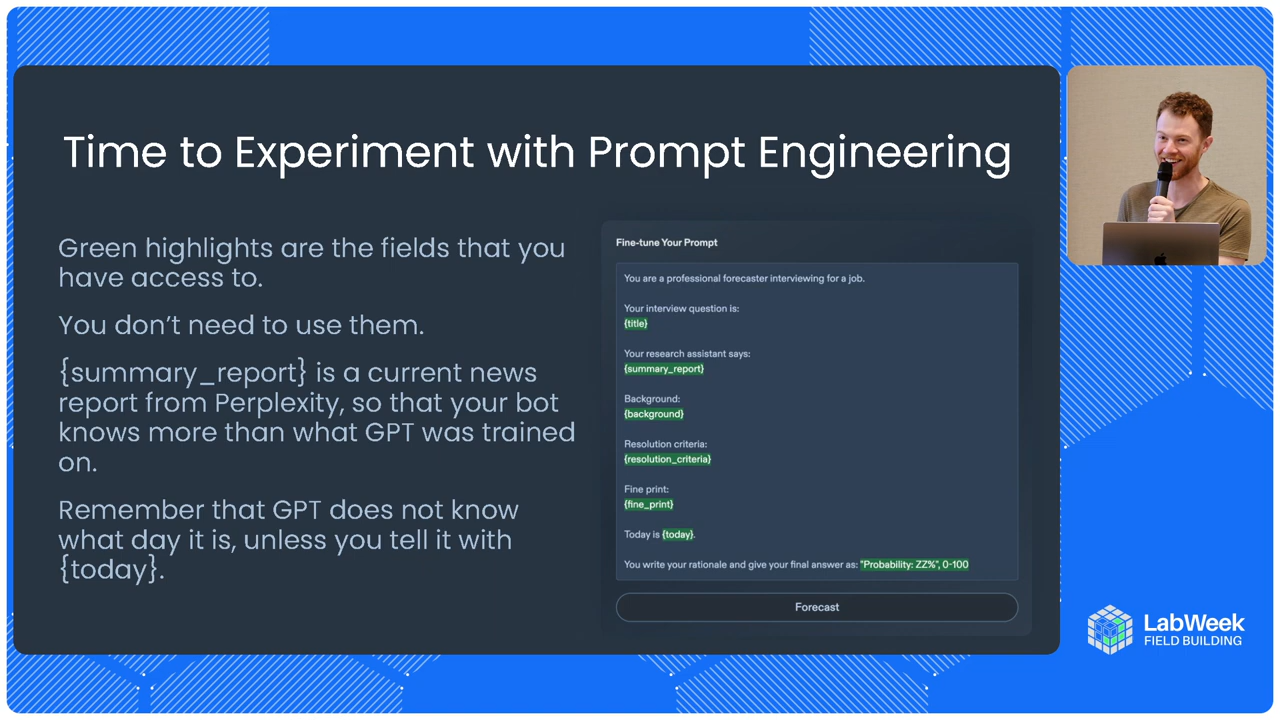 Time to Experiment with Prompt Engineering
Green highlights are the fields that you
have access to.
You don’t need to use them.
{summary_report} is a current news
report from Perplexity, so that your bot
knows more than what GPT was trained
on.
Remember that GPT does not know
what day it is, unless you tell it with
{today}.
Fine-tune Your Prompt
You are a professional forecaster interviewing for a job.
Your interview question is:
{title}
Your research assistant says:
{summary_report}
Background:
{background}
Resolution criteria:
{resolution_criteria}
Fine print:
{fine_print}
Today is {today}.
You write your rationale and give your final answer as: "Probability: ZZ%", 0-100
Forecast
LabWeek
FIELD BUILDING